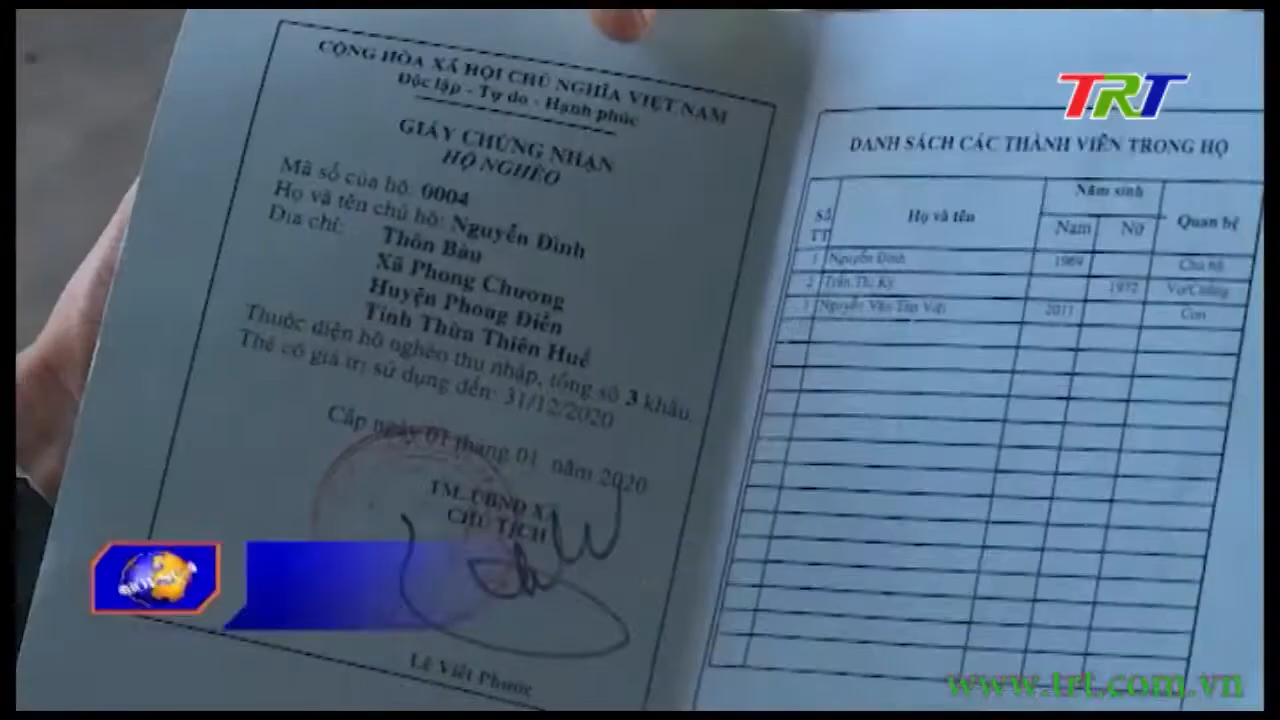 CỘNG HÒA XÃ HỘI CHỦ NGHĨA VIỆT NAM
Độc lập - Tự do - Hạnh phúc
GIẤY CHỨNG NHẬN
HỘ NGHÈO
Mã số của hộ: 0004
Họ và tên chủ hộ: Nguyễn Đình
Địa chỉ: Thôn Bàu
Xã Phong Chương
Huyện Phong Điền
Tỉnh Thừa Thiên Huế
Thuộc diện hộ nghèo thu nhập, tổng số 3 khẩu.
Thẻ có giá trị sử dụng đến: 31/12/2020
Cấp ngày 01 tháng 01 năm 2020
TM. UBND XÃ
CHỦ TỊCH
Lê Viết Phước
TRT
DANH SÁCH CÁC THÀNH VIÊN TRONG HỘ
Số TT Họ và tên Năm sinh Quan hệ
Nam Nữ
1 Nguyễn Đình 1969 Chủ hộ
2 Trần Thị Kỳ 1972 Vợ/Chồng
3 Nguyễn Văn Tân Việt 2011 Con
www.trt.com.vn